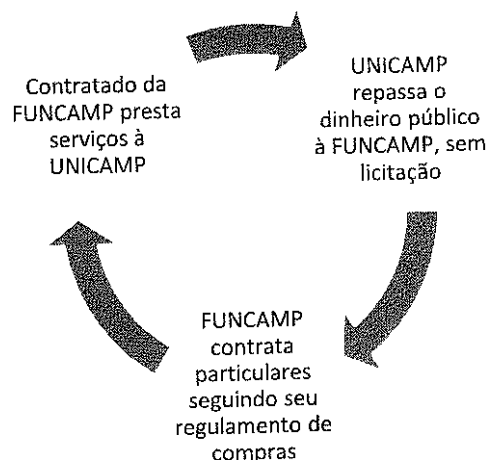 Contratado da
FUNCAMP presta
serviços à
UNICAMP
UNICAMP
repassa o
dinheiro público
à FUNCAMP, sem
licitação
FUNCAMP
contrata
particulares
seguindo seu
regulamento de
compras